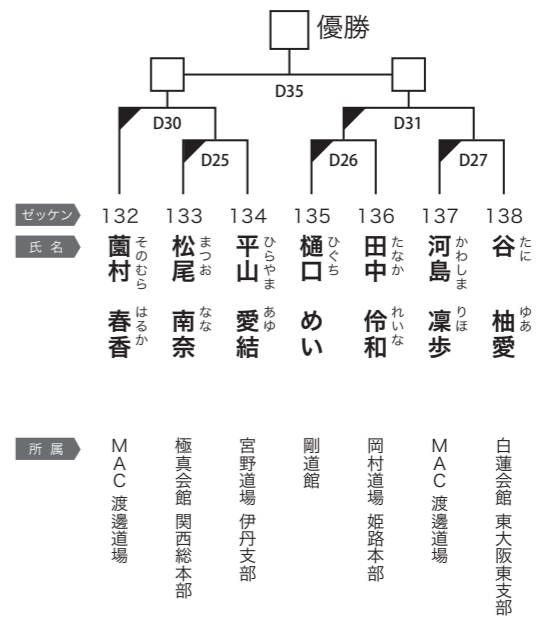 優勝
D35
D30
D31
D25
D26
D27
ゼッケン
132
133
134
135
136
137
138
氏名
薗村 春香
そのむら はるか
松尾 南奈
まつお なな
平山 愛結
ひらやま あゆ
樋口 めい
ひぐち
田中 伶和
たなか れいな
河島 凜歩
かわしま りほ
谷 柚愛
たに ゆあ
所属
MAC 渡邊道場
極真会館 関西総本部
宮野道場 伊丹支部
剛道館
岡村道場 姫路本部
MAC 渡邊道場
白蓮会館 東大阪東支部